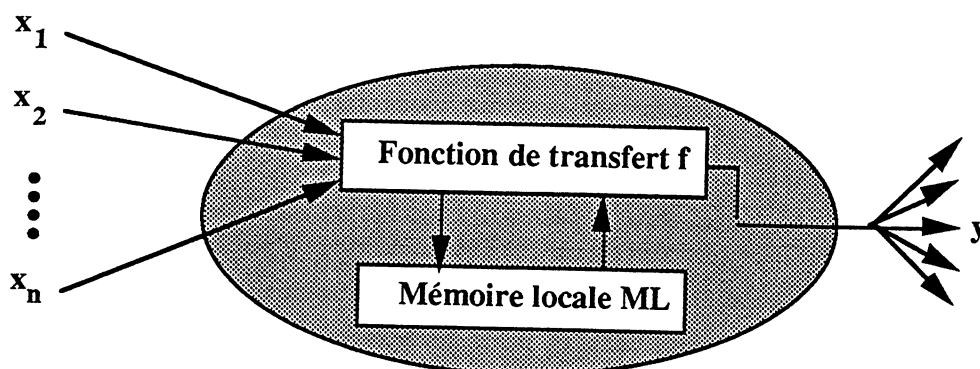 x1
x2
Fonction de transfert f
y
xn
Mémoire locale ML